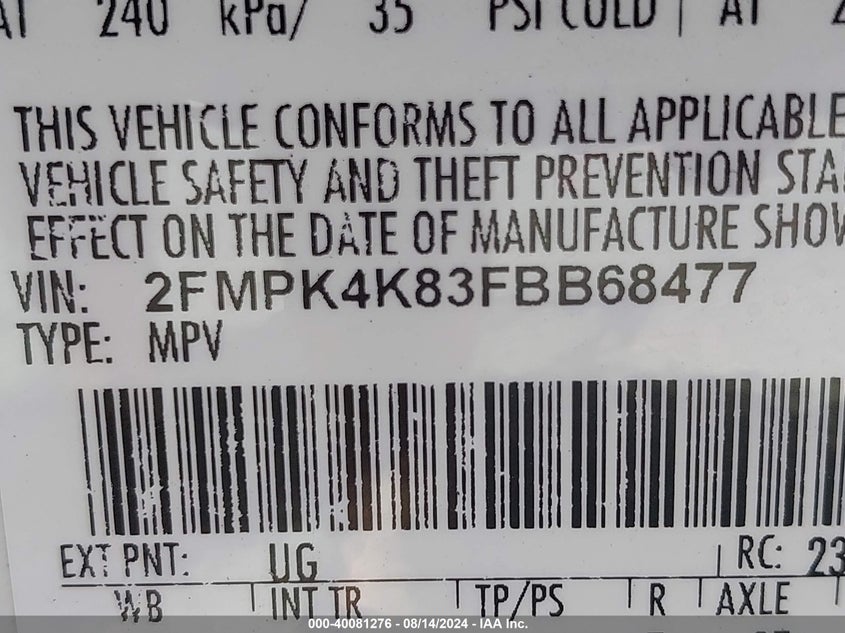 240 kPa/ 35 PSI COLD AT
THIS VEHICLE CONFORMS TO ALL APPLICABLE
VEHICLE SAFETY AND THEFT PREVENTION STA
EFFECT ON THE DATE OF MANUFACTURE SHOW
VIN: 2FMPK4K83FBB68477
TYPE: MPV
EXT PNT: UG RC: 23
WB INT TR TP/PS R AXLE
000-40081276 - 08/14/2024 - IAA Inc.